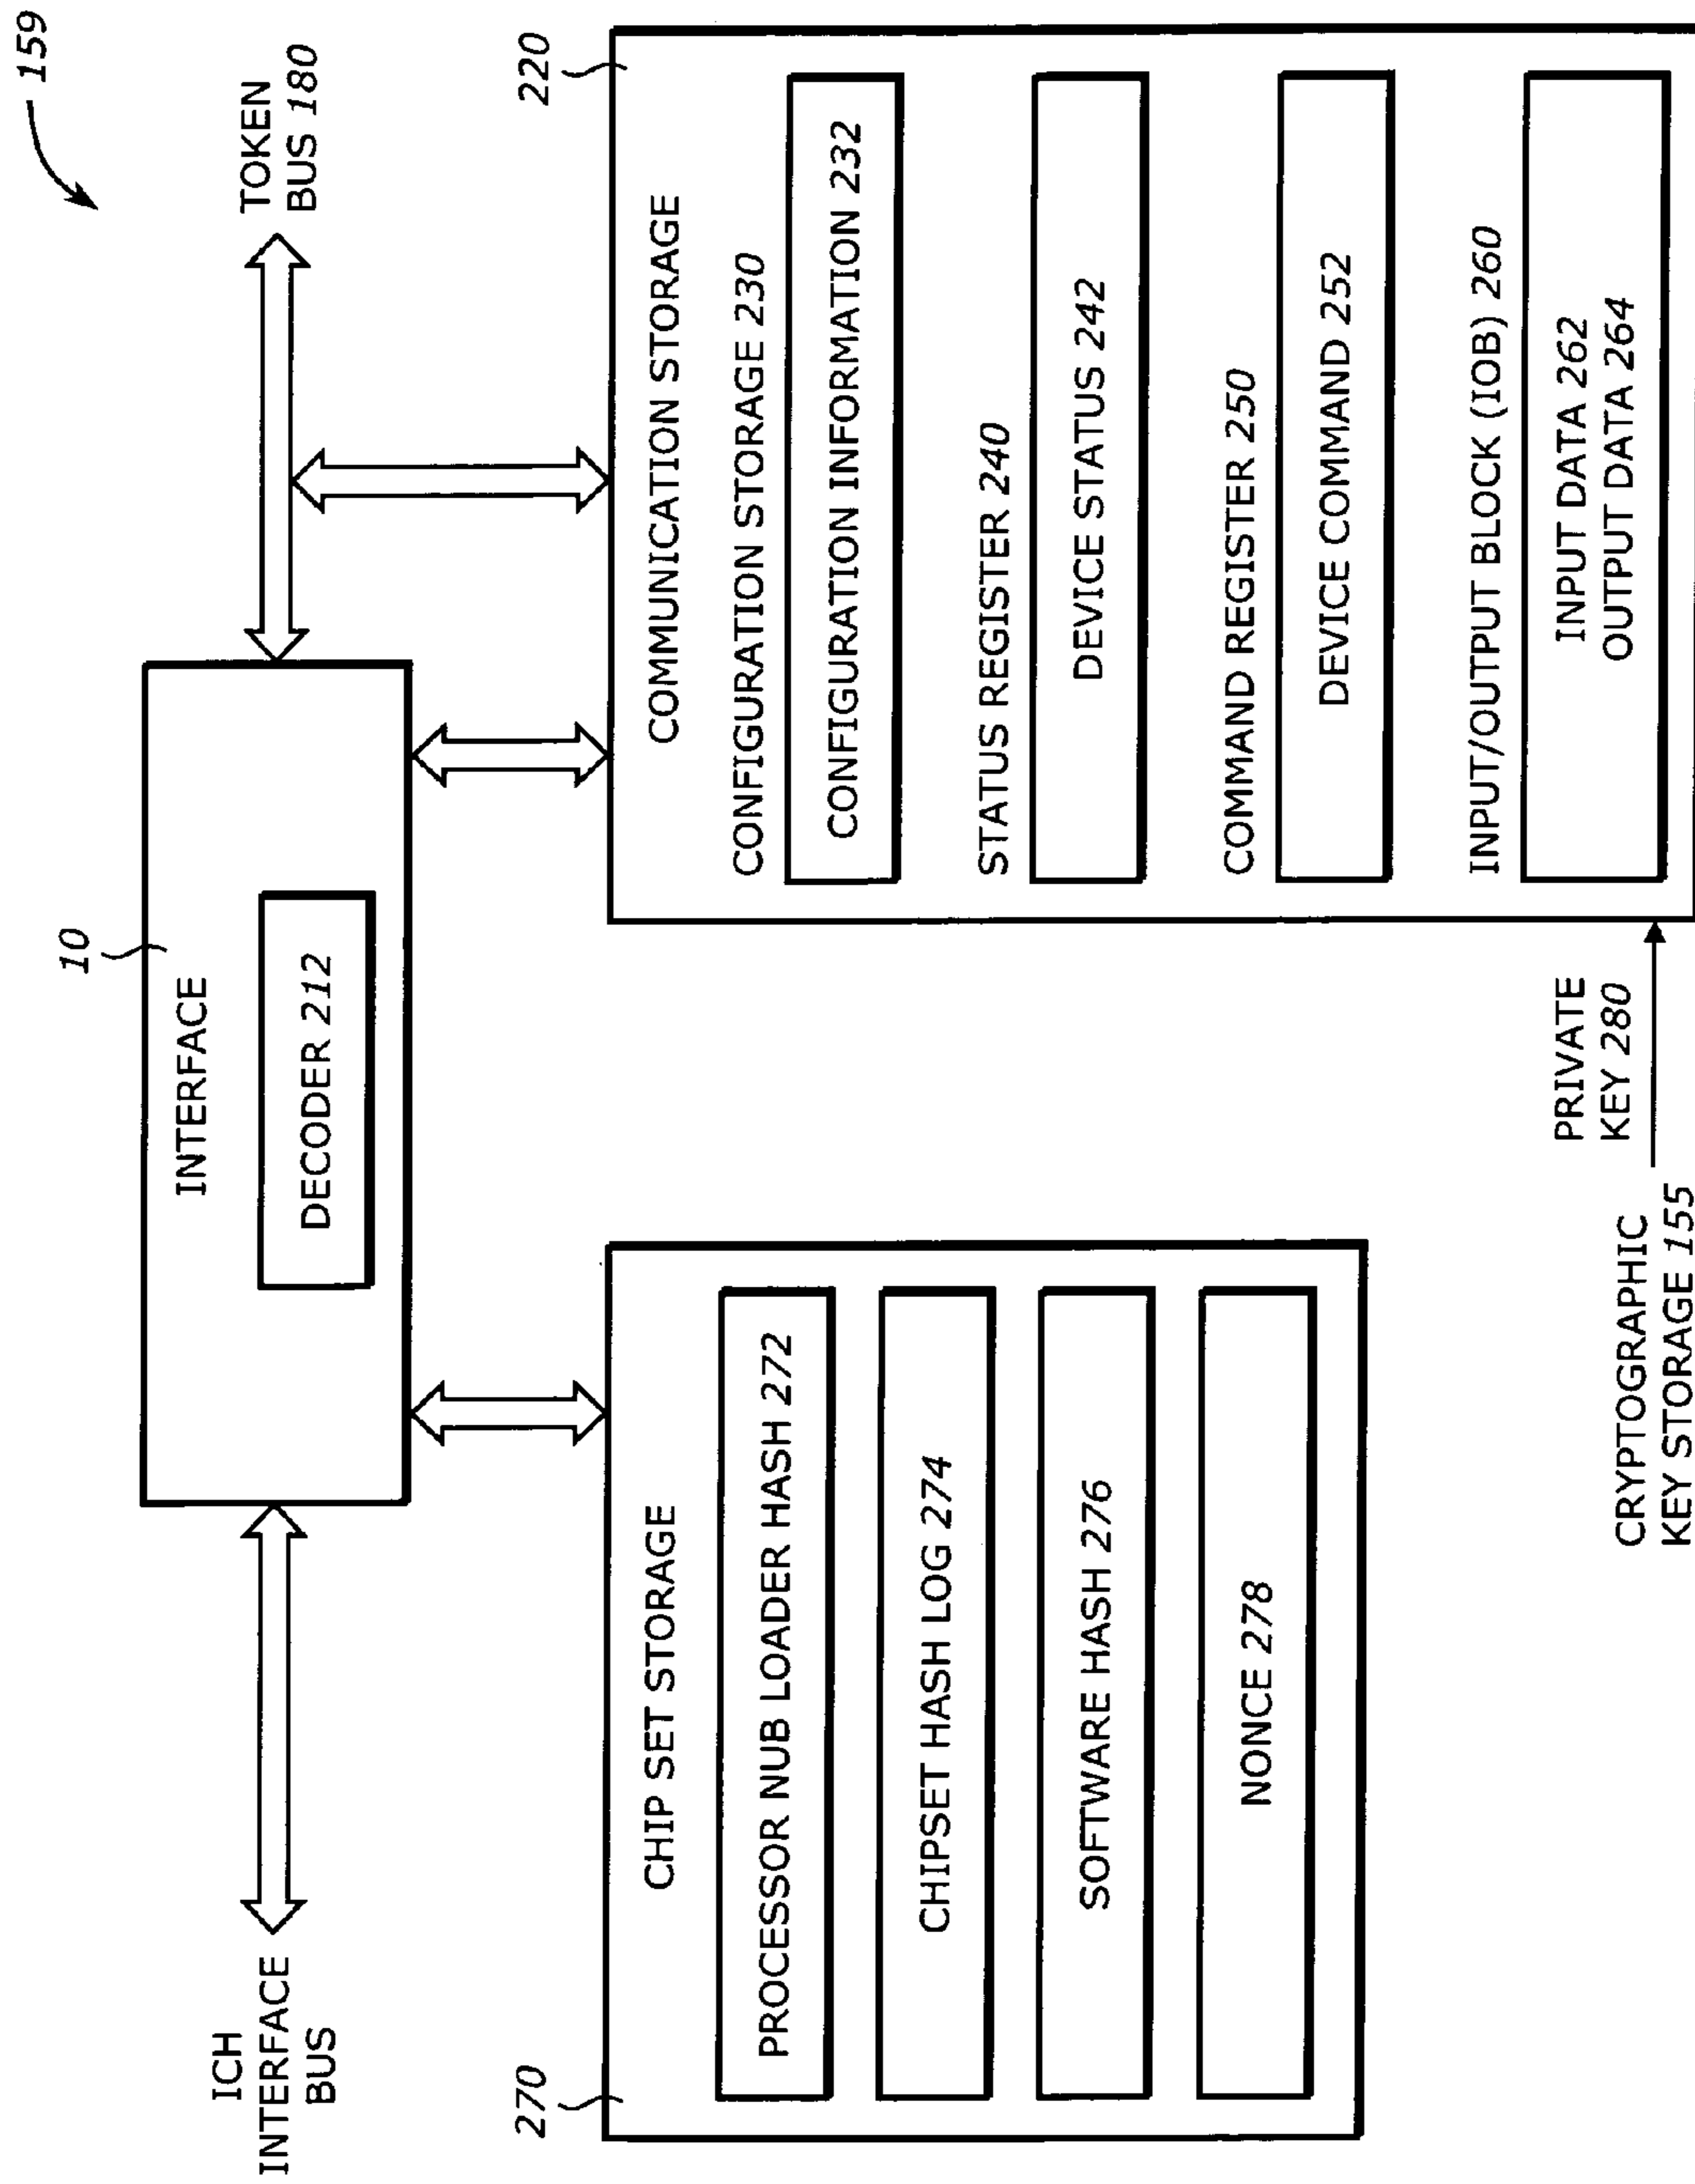 159
ICH
INTERFACE
BUS
10
INTERFACE
DECODER 212
TOKEN
BUS 180
270
CHIP SET STORAGE
PROCESSOR NUB LOADER HASH 272
CHIPSET HASH LOG 274
SOFTWARE HASH 276
NONCE 278
220
COMMUNICATION STORAGE
CONFIGURATION STORAGE 230
CONFIGURATION INFORMATION 232
STATUS REGISTER 240
DEVICE STATUS 242
COMMAND REGISTER 250
DEVICE COMMAND 252
INPUT/OUTPUT BLOCK (IOB) 260
INPUT DATA 262
OUTPUT DATA 264
CRYPTOGRAPHIC
KEY STORAGE 155
PRIVATE
KEY 280